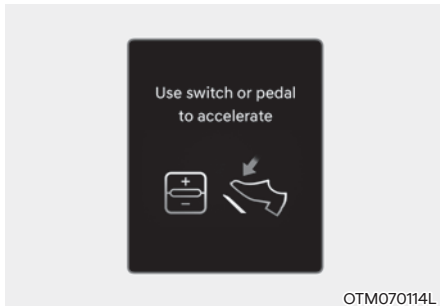 Use switch or pedal
to accelerate
+
−
OTM070114L